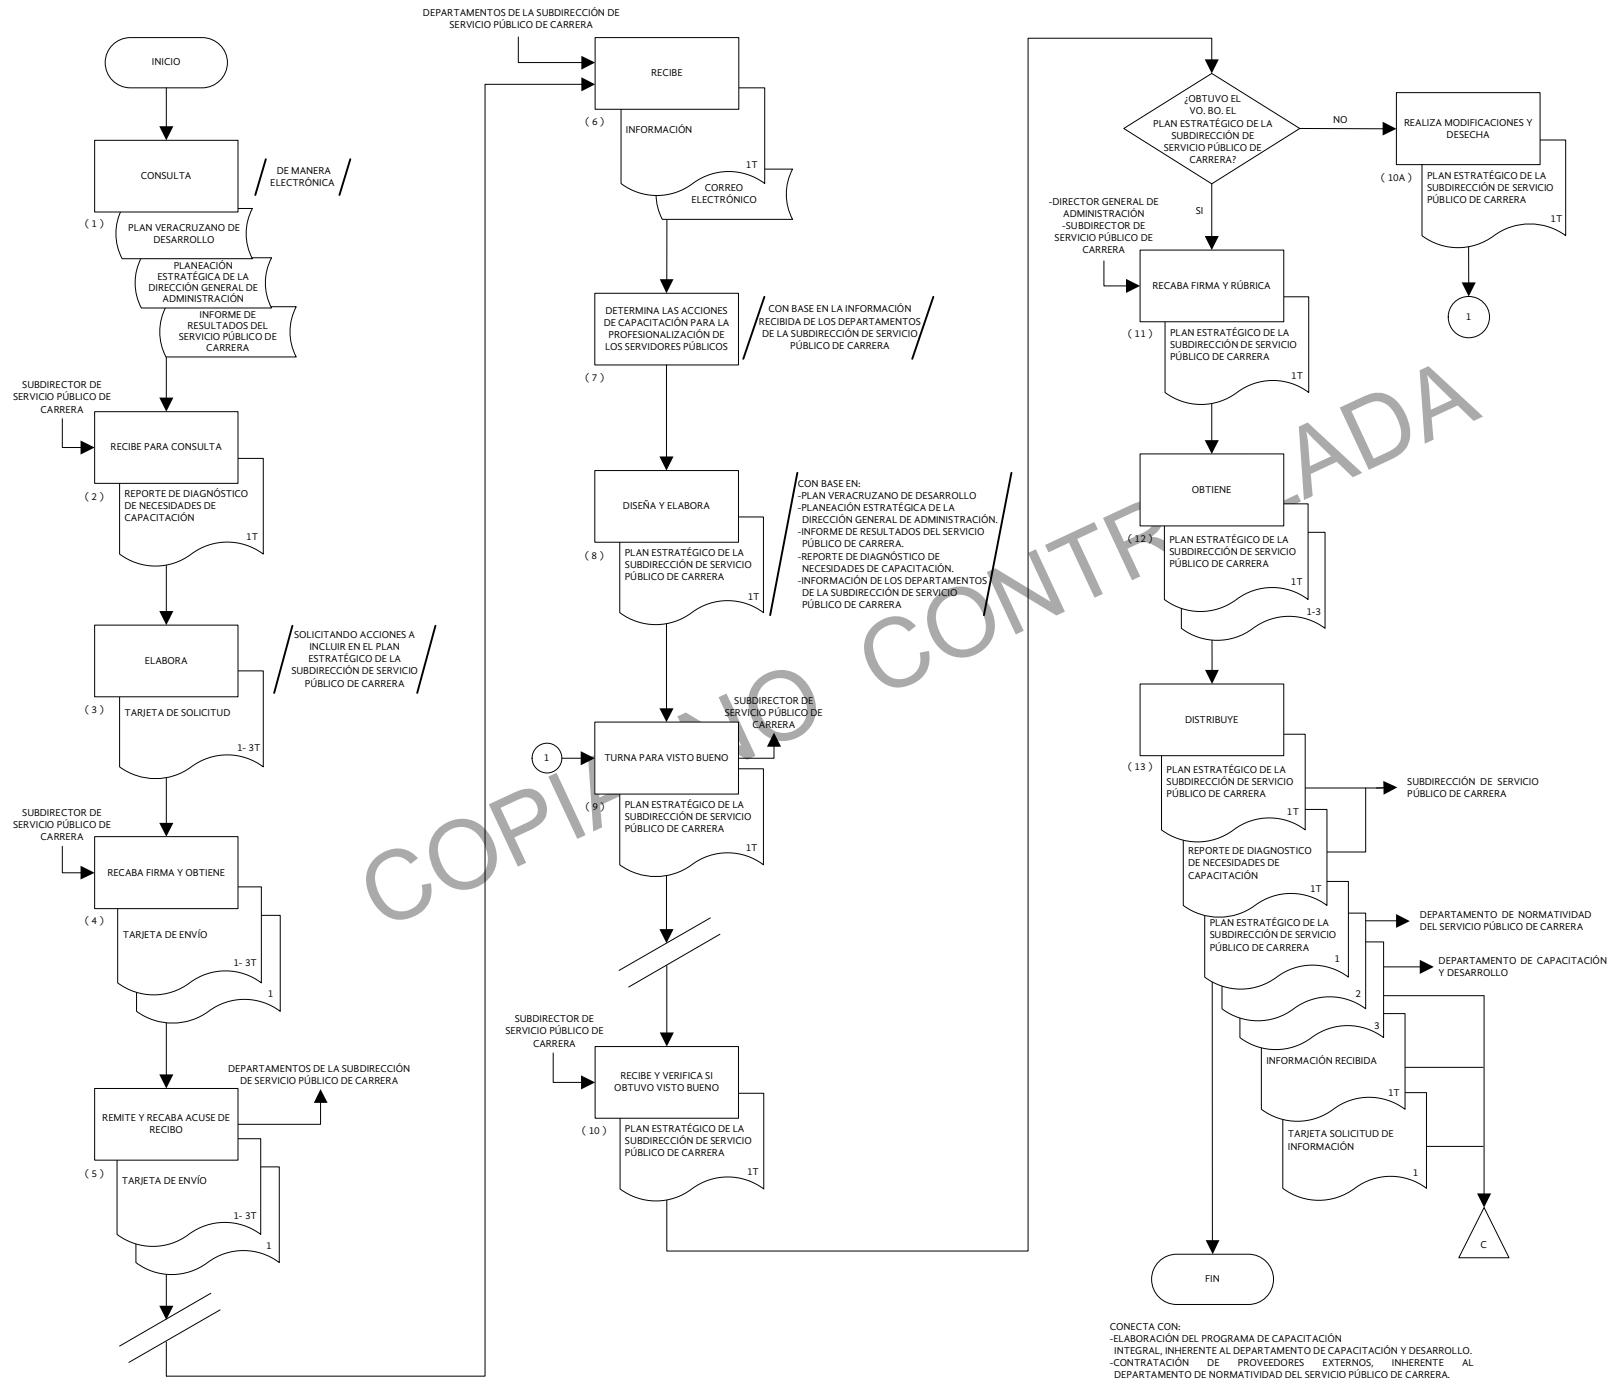 INICIO
CONSULTA
DE MANERA
ELECTRÓNICA
( 1 )
PLAN VERACRUZANO DE
DESARROLLO
PLANEACIÓN
ESTRATÉGICA DE LA
DIRECCIÓN GENERAL DE
ADMINISTRACIÓN
INFORME DE
RESULTADOS DEL
SERVICIO PÚBLICO DE
CARRERA
SUBDIRECTOR DE
SERVICIO PÚBLICO DE
CARRERA
RECIBE PARA CONSULTA
( 2 )
REPORTE DE DIAGNÓSTICO
DE NECESIDADES DE
CAPACITACIÓN
1T
ELABORA
SOLICITANDO ACCIONES A
INCLUIR EN EL PLAN
ESTRATÉGICO DE LA
SUBDIRECCIÓN DE SERVICIO
PÚBLICO DE CARRERA
( 3 )
TARJETA DE SOLICITUD
1- 3T
SUBDIRECTOR DE
SERVICIO PÚBLICO DE
CARRERA
RECABA FIRMA Y OBTIENE
( 4 )
TARJETA DE ENVÍO
1- 3T
1
DEPARTAMENTOS DE LA SUBDIRECCIÓN
DE SERVICIO PÚBLICO DE CARRERA
REMITE Y RECABA ACUSE DE
RECIBO
( 5 )
TARJETA DE ENVÍO
1- 3T
1
DEPARTAMENTOS DE LA SUBDIRECCIÓN DE
SERVICIO PÚBLICO DE CARRERA
RECIBE
( 6 )
INFORMACIÓN
1T
CORREO
ELECTRÓNICO
DETERMINA LAS ACCIONES
DE CAPACITACIÓN PARA LA
PROFESIONALIZACIÓN DE
LOS SERVIDORES PÚBLICOS
CON BASE EN LA INFORMACIÓN
RECIBIDA DE LOS DEPARTAMENTOS
DE LA SUBDIRECCIÓN DE SERVICIO
PÚBLICO DE CARRERA
( 7 )
DISEÑA Y ELABORA
CON BASE EN:
-PLAN VERACRUZANO DE DESARROLLO
-PLANEACIÓN ESTRATÉGICA DE LA
DIRECCIÓN GENERAL DE ADMINISTRACIÓN.
-INFORME DE RESULTADOS DEL SERVICIO
PÚBLICO DE CARRERA.
-REPORTE DE DIAGNÓSTICO DE
NECESIDADES DE CAPACITACIÓN.
-INFORMACIÓN DE LOS DEPARTAMENTOS
DE LA SUBDIRECCIÓN DE SERVICIO
PÚBLICO DE CARRERA
( 8 )
PLAN ESTRATÉGICO DE LA
SUBDIRECCIÓN DE SERVICIO
PÚBLICO DE CARRERA
1T
SUBDIRECTOR DE
SERVICIO PÚBLICO DE
CARRERA
1
TURNA PARA VISTO BUENO
( 9 )
PLAN ESTRATÉGICO DE LA
SUBDIRECCIÓN DE SERVICIO
PÚBLICO DE CARRERA
1T
SUBDIRECTOR DE
SERVICIO PÚBLICO DE
CARRERA
RECIBE Y VERIFICA SI
OBTUVO VISTO BUENO
( 10 )
PLAN ESTRATÉGICO DE LA
SUBDIRECCIÓN DE SERVICIO
PÚBLICO DE CARRERA
1T
¿OBTUVO EL
VO. BO. EL
PLAN ESTRATÉGICO DE LA
SUBDIRECCIÓN DE
SERVICIO PÚBLICO DE
CARRERA?
NO
REALIZA MODIFICACIONES Y
DESECHA
( 10A )
PLAN ESTRATÉGICO DE LA
SUBDIRECCIÓN DE SERVICIO
PÚBLICO DE CARRERA
1T
1
SI
-DIRECTOR GENERAL DE
ADMINISTRACIÓN
-SUBDIRECTOR DE
SERVICIO PÚBLICO DE
CARRERA
RECABA FIRMA Y RÚBRICA
( 11 )
PLAN ESTRATÉGICO DE LA
SUBDIRECCIÓN DE SERVICIO
PÚBLICO DE CARRERA
1T
OBTIENE
( 12 )
PLAN ESTRATÉGICO DE LA
SUBDIRECCIÓN DE SERVICIO
PÚBLICO DE CARRERA
1T
1-3
DISTRIBUYE
( 13 )
PLAN ESTRATÉGICO DE LA
SUBDIRECCIÓN DE SERVICIO
PÚBLICO DE CARRERA
1T
SUBDIRECCIÓN DE SERVICIO
PÚBLICO DE CARRERA
REPORTE DE DIAGNOSTICO
DE NECESIDADES DE
CAPACITACIÓN
1T
PLAN ESTRATÉGICO DE LA
SUBDIRECCIÓN DE SERVICIO
PÚBLICO DE CARRERA
1
DEPARTAMENTO DE NORMATIVIDAD
DEL SERVICIO PÚBLICO DE CARRERA
2
DEPARTAMENTO DE CAPACITACIÓN
Y DESARROLLO
3
INFORMACIÓN RECIBIDA
1T
TARJETA SOLICITUD DE
INFORMACIÓN
1
C
FIN
CONECTA CON:
-ELABORACIÓN DEL PROGRAMA DE CAPACITACIÓN
INTEGRAL, INHERENTE AL DEPARTAMENTO DE CAPACITACIÓN Y DESARROLLO.
-CONTRATACIÓN DE PROVEEDORES EXTERNOS, INHERENTE AL
DEPARTAMENTO DE NORMATIVIDAD DEL SERVICIO PÚBLICO DE CARRERA.
COPIA NO CONTROLADA